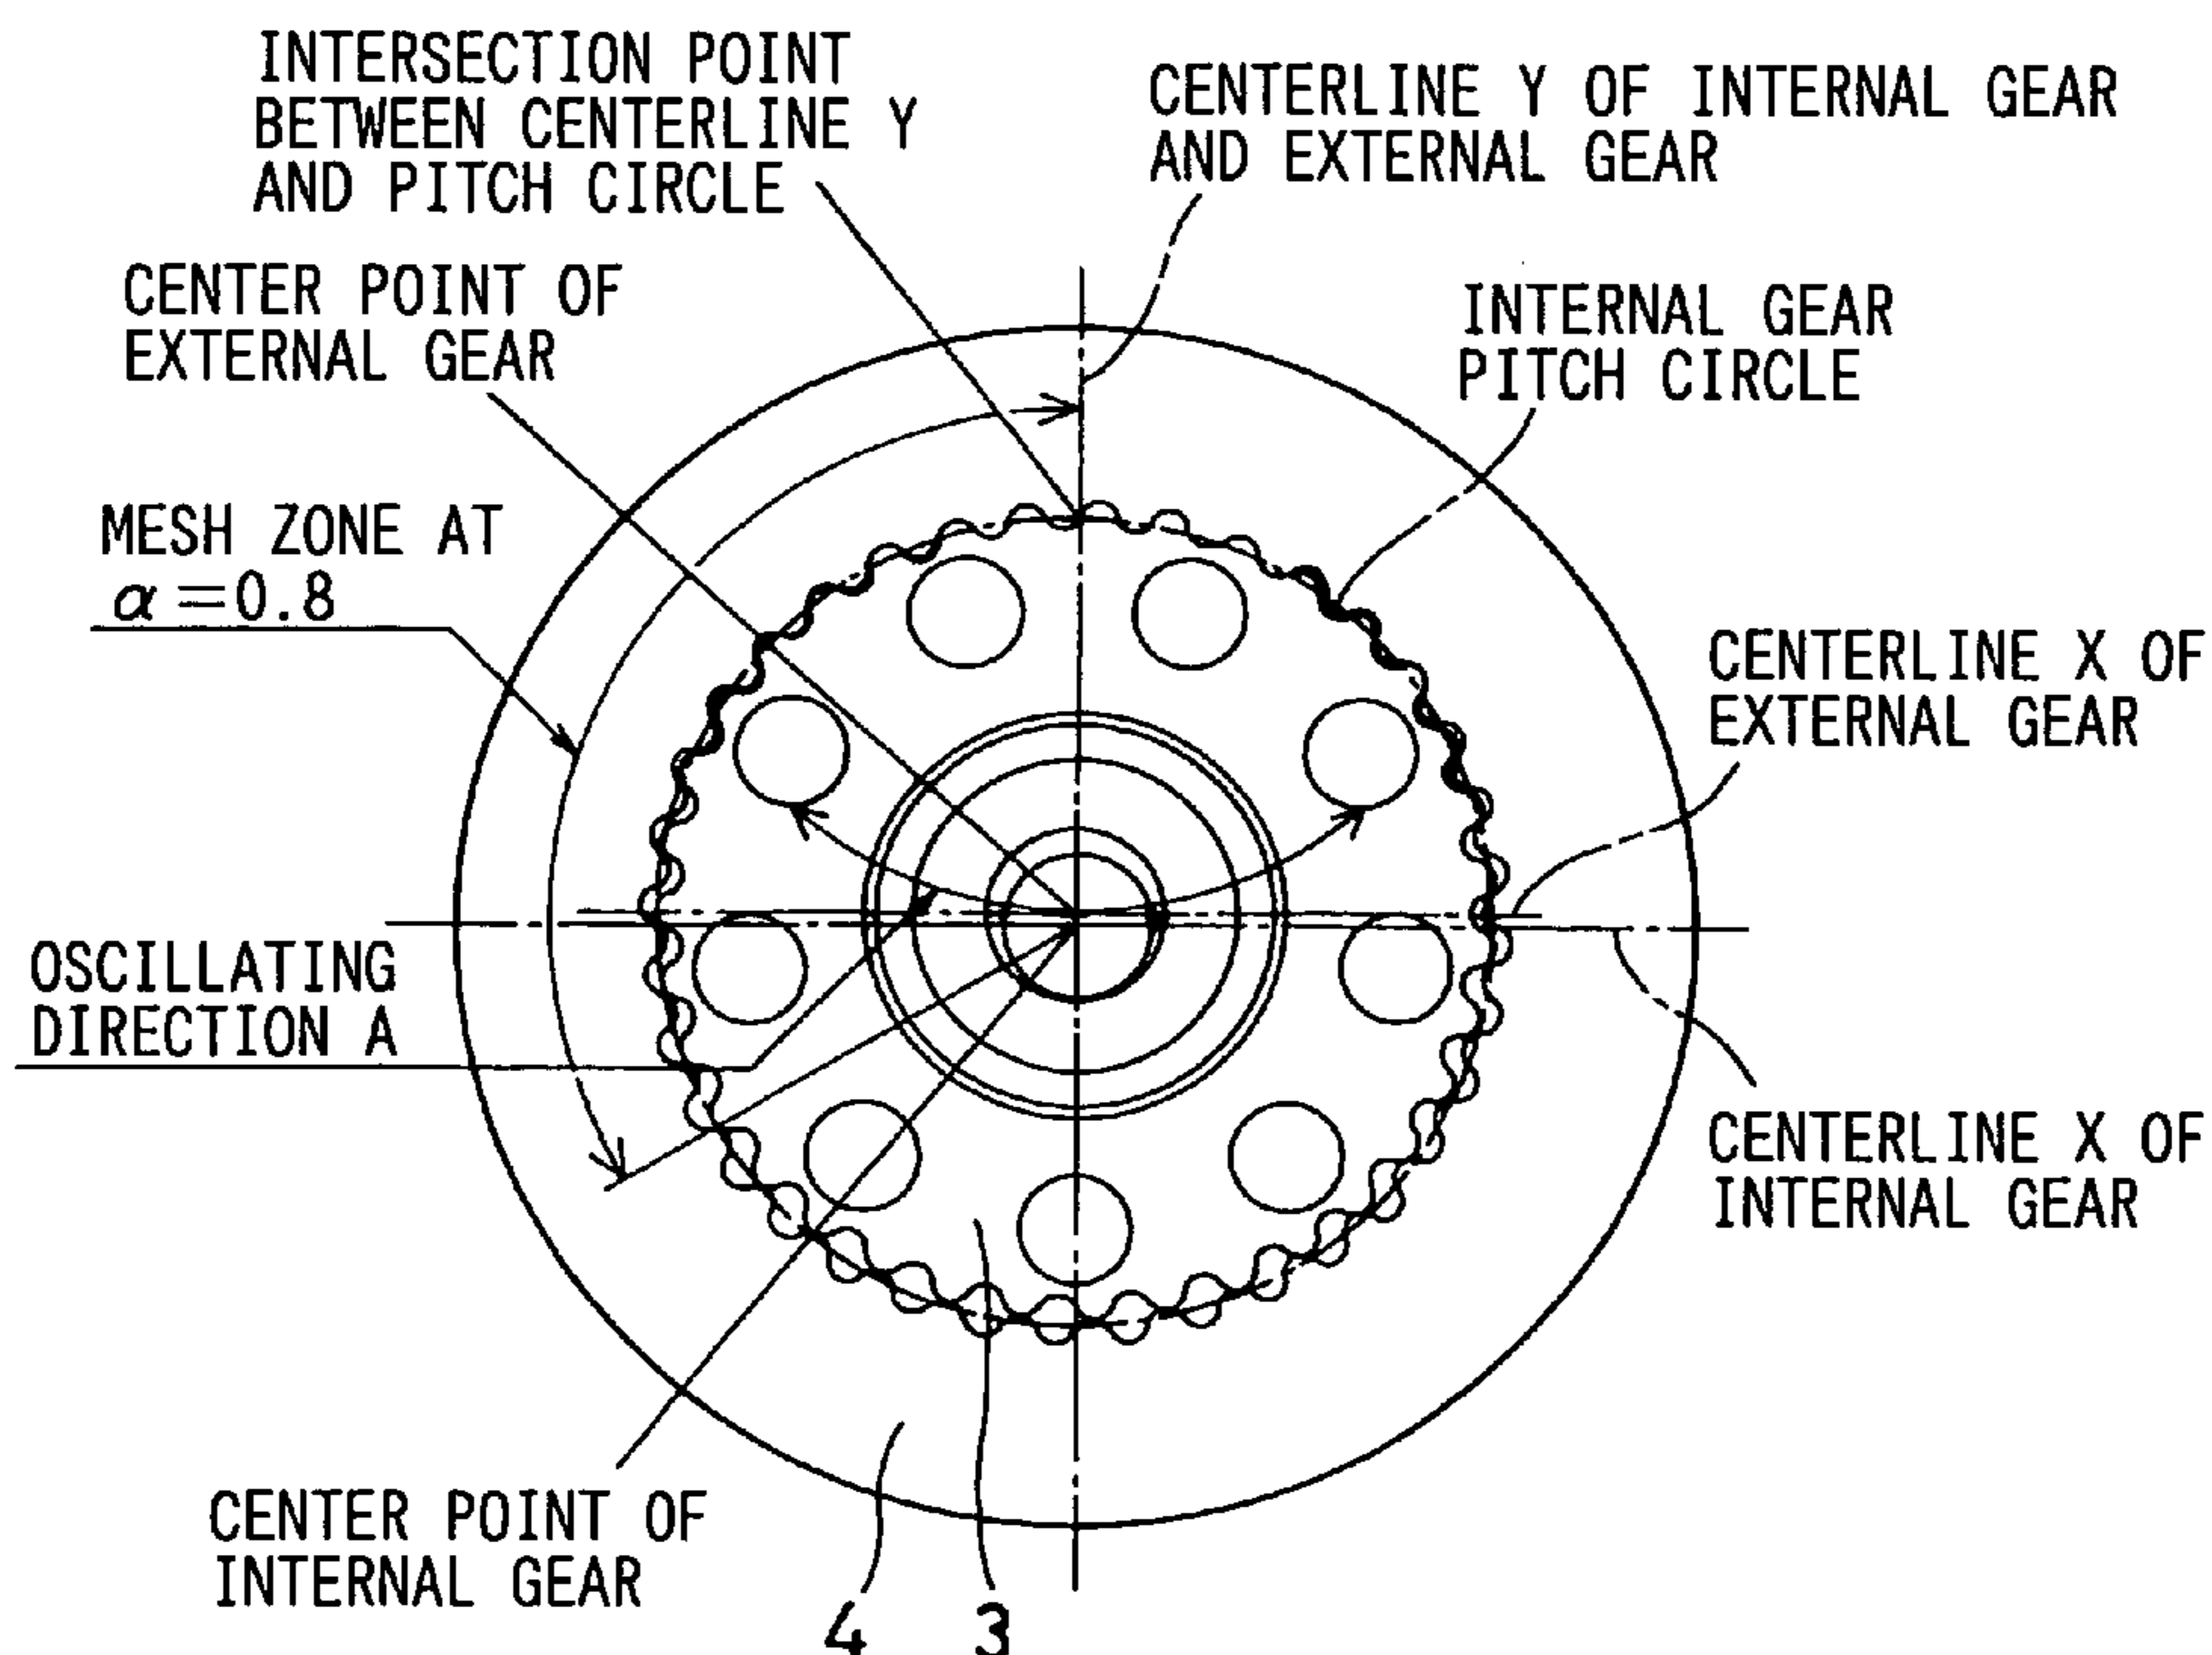 INTERSECTION POINT
BETWEEN CENTERLINE Y
AND PITCH CIRCLE
CENTERLINE Y OF INTERNAL GEAR
AND EXTERNAL GEAR
CENTER POINT OF
EXTERNAL GEAR
INTERNAL GEAR
PITCH CIRCLE
MESH ZONE AT
α=0.8
CENTERLINE X OF
EXTERNAL GEAR
OSCILLATING
DIRECTION A
CENTERLINE X OF
INTERNAL GEAR
CENTER POINT OF
INTERNAL GEAR
4
3